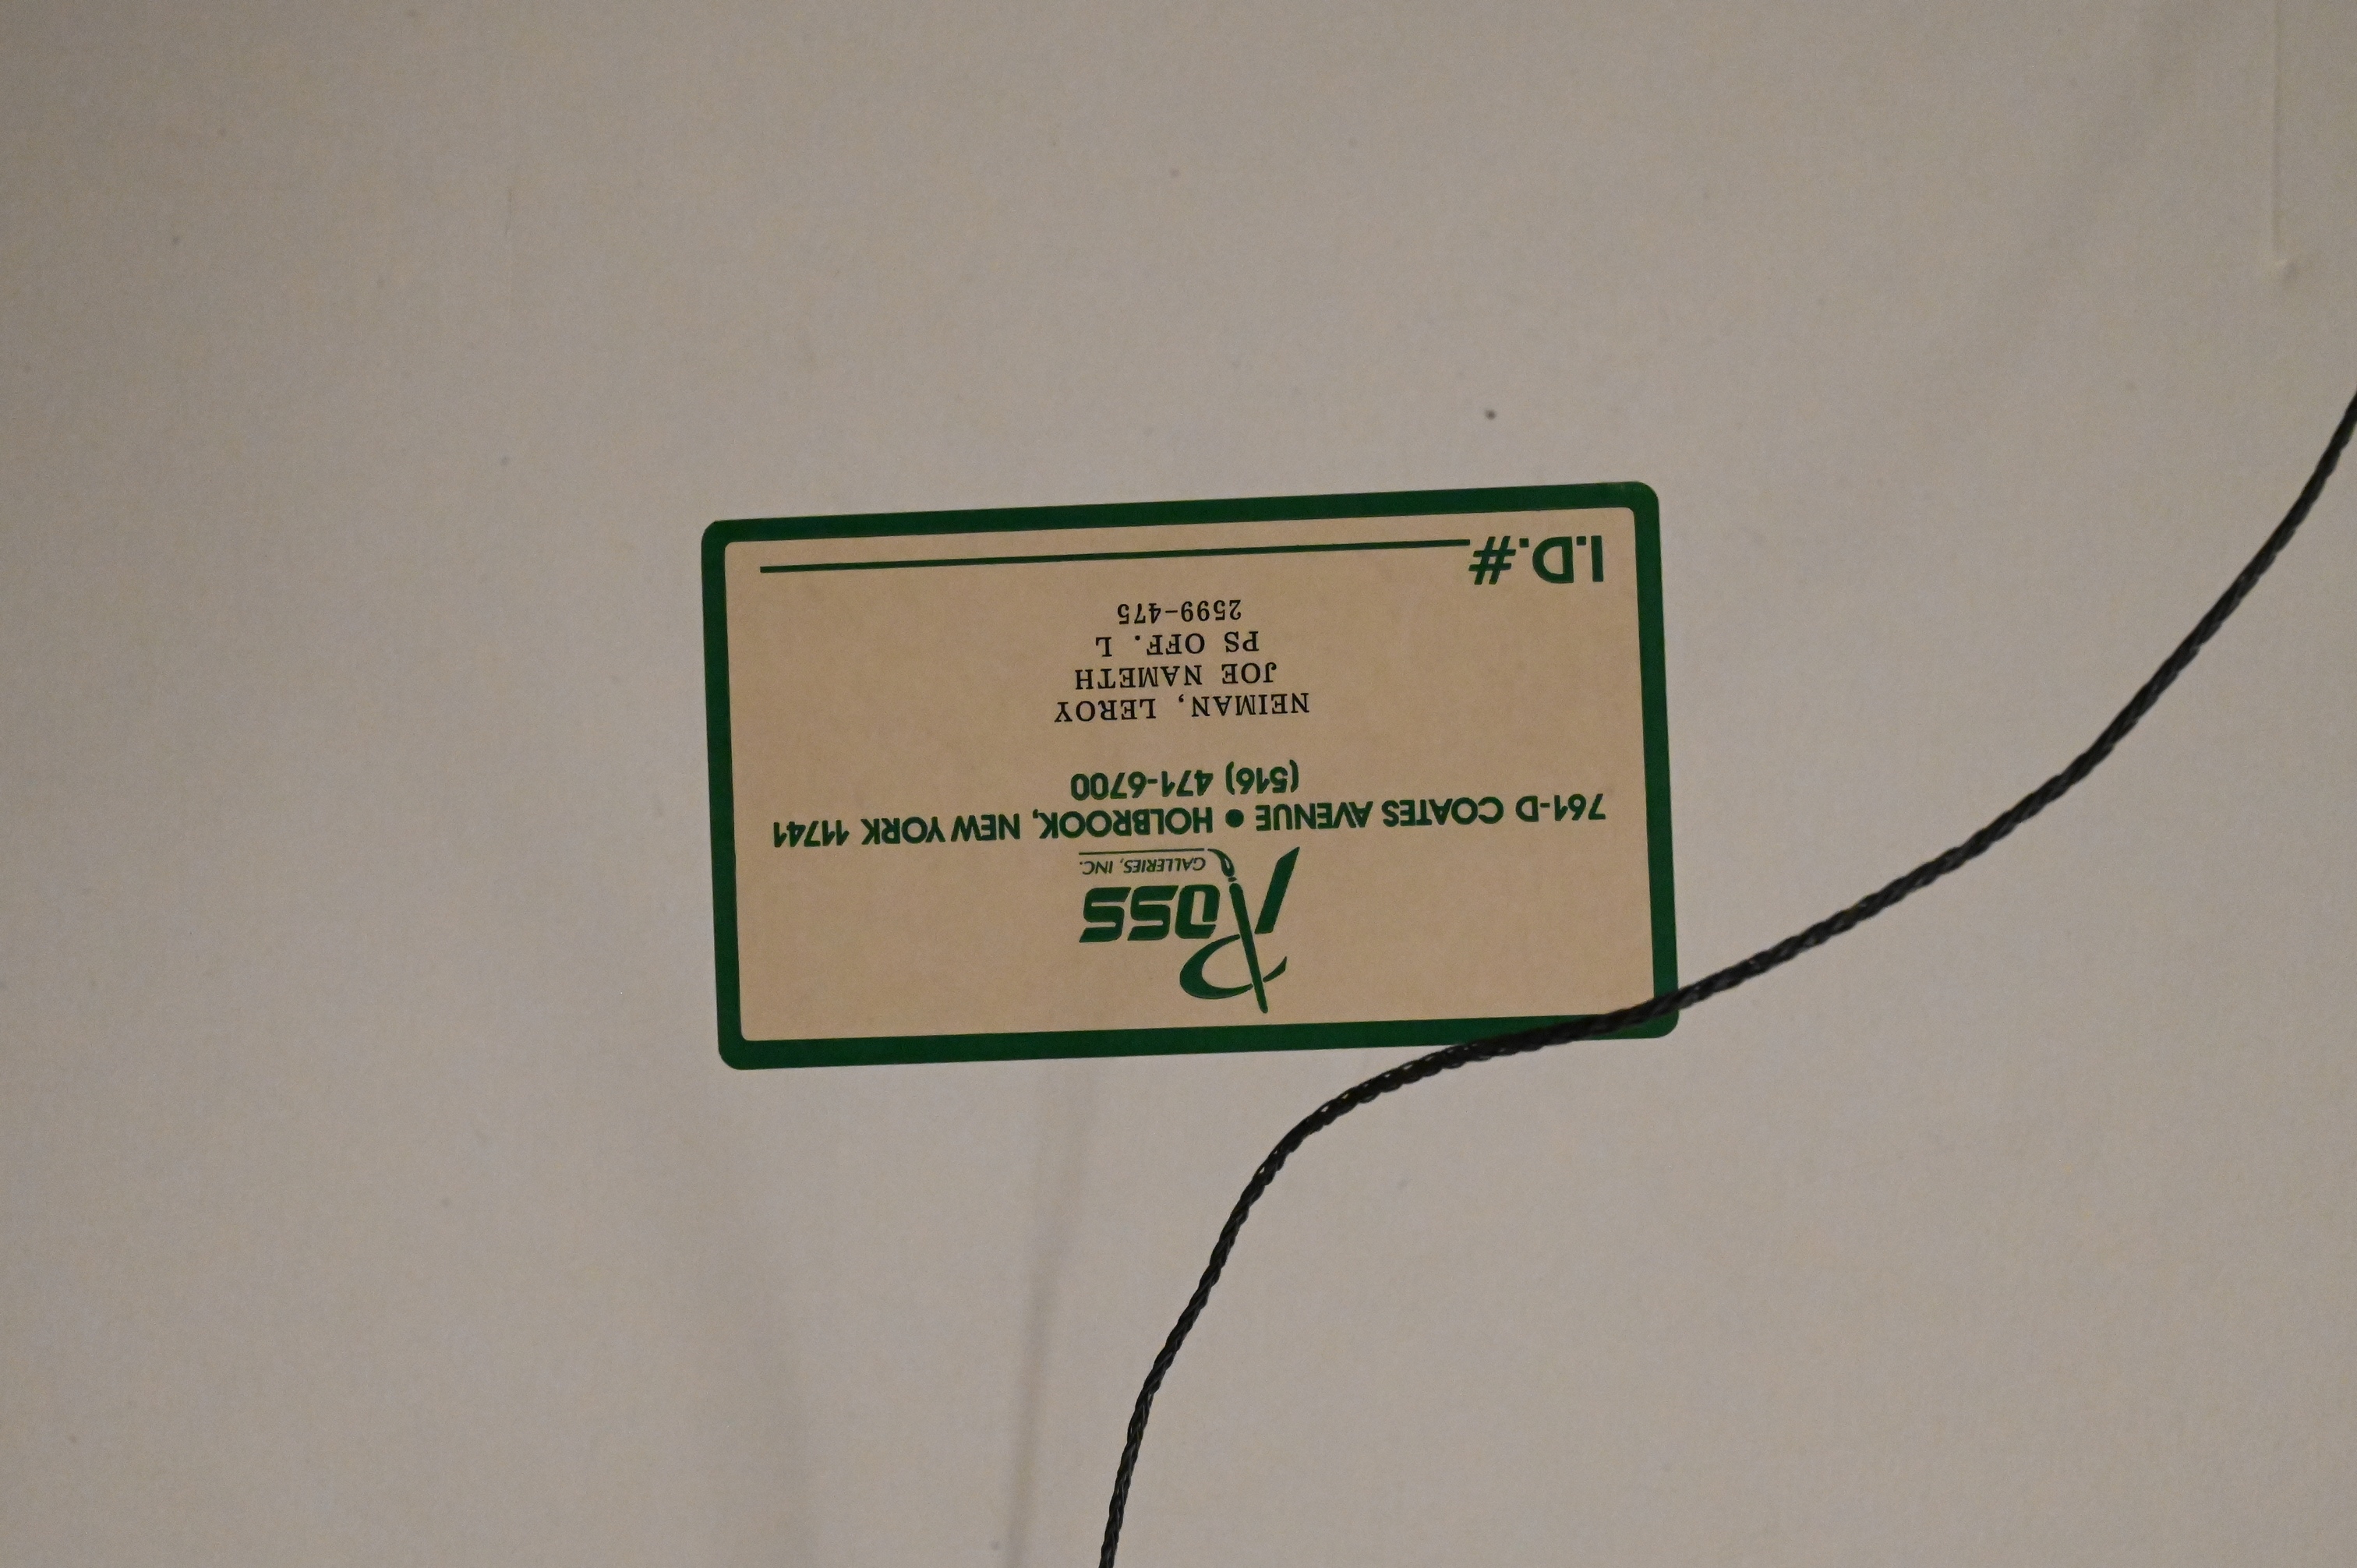 Ross
GALLERIES, INC.
761-D COATES AVENUE • HOLBROOK, NEW YORK 11741
(516) 471-6700
NEIMAN, LEROY
JOE NAMETH
PS OFF. L
2599-475
I.D.#